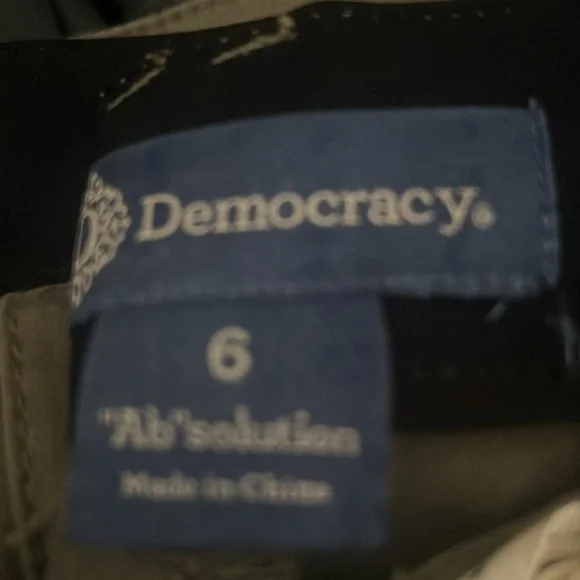 Democracy®
6
"Ab"solution
Made in China